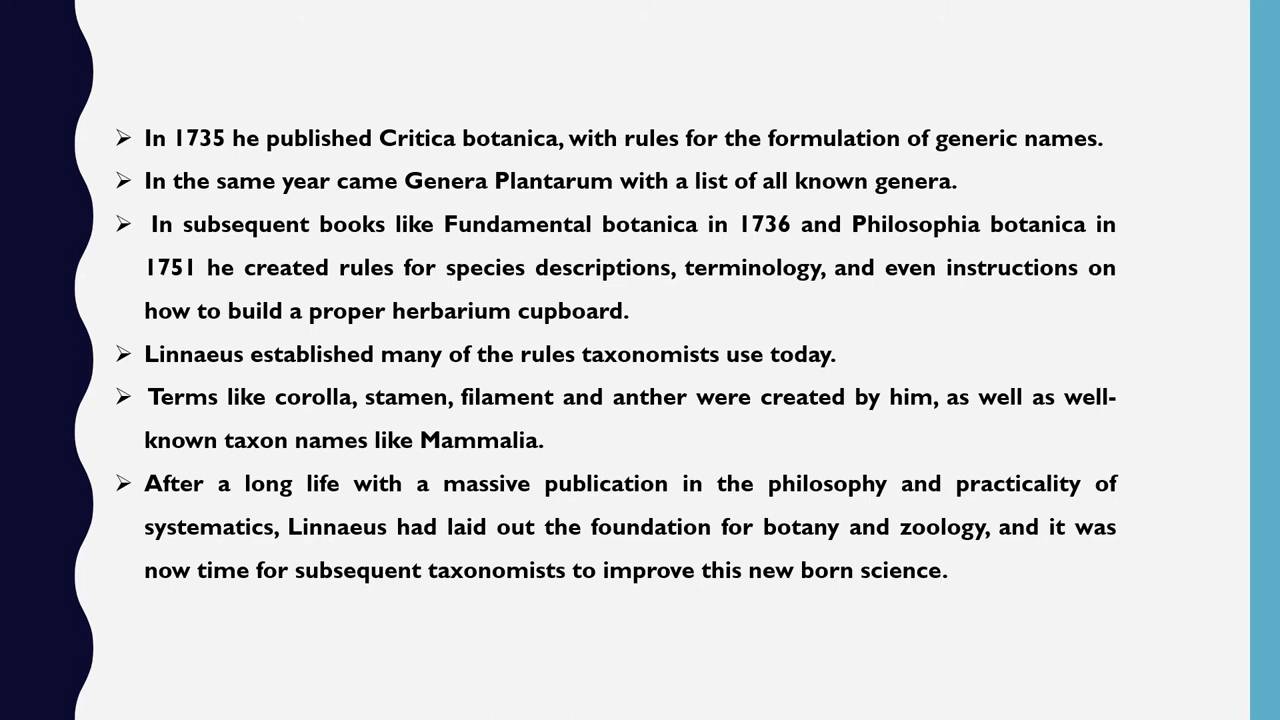 ➢ In 1735 he published Critica botanica, with rules for the formulation of generic names.
➢ In the same year came Genera Plantarum with a list of all known genera.
➢ In subsequent books like Fundamental botanica in 1736 and Philosophia botanica in
1751 he created rules for species descriptions, terminology, and even instructions on
how to build a proper herbarium cupboard.
➢ Linnaeus established many of the rules taxonomists use today.
➢ Terms like corolla, stamen, filament and anther were created by him, as well as well-
known taxon names like Mammalia.
➢ After a long life with a massive publication in the philosophy and practicality of
systematics, Linnaeus had laid out the foundation for botany and zoology, and it was
now time for subsequent taxonomists to improve this new born science.